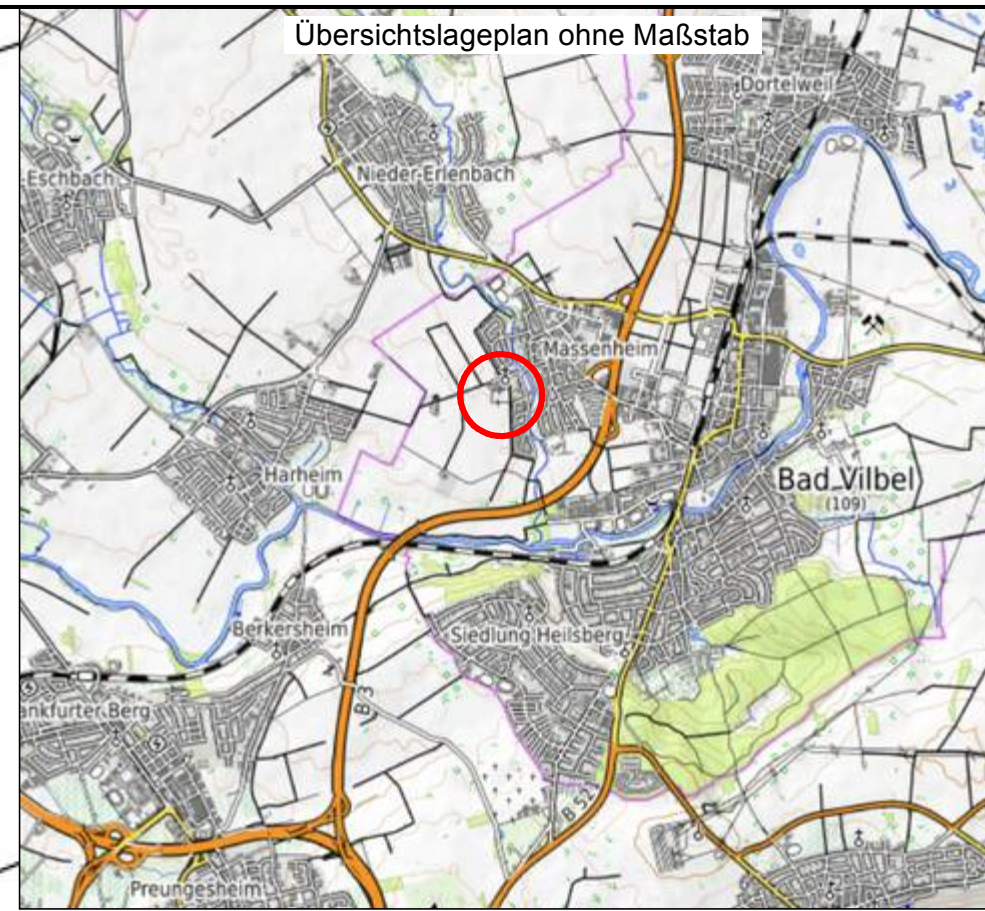 Übersichtslageplan ohne Maßstab
Dortelweil
Nieder-Erlenbach
-Eschbach
Massenheim
Harheim
Bad Vilbel
(109)
Berkersheim
Siedlung Heilsberg
ankfurter Berg
B 3
B 521
Preungesheim